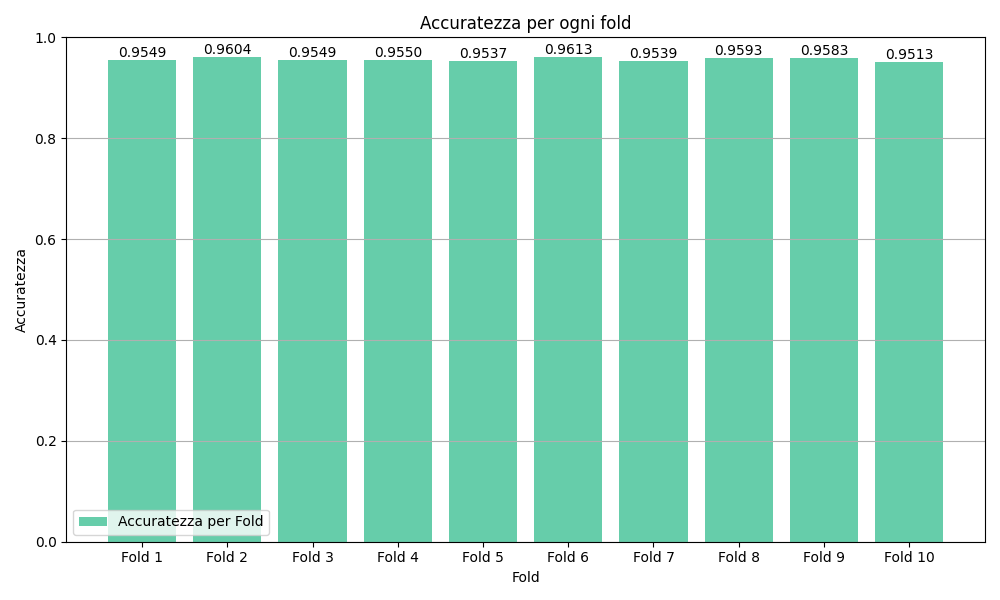 Accuratezza per ogni fold
0.9549 0.9604 0.9549 0.9550 0.9537 0.9613 0.9539 0.9593 0.9583 0.9513
1.0
0.8
0.6
0.4
0.2
0.0
Accuratezza
Accuratezza per Fold
Fold 1 Fold 2 Fold 3 Fold 4 Fold 5 Fold 6 Fold 7 Fold 8 Fold 9 Fold 10
Fold